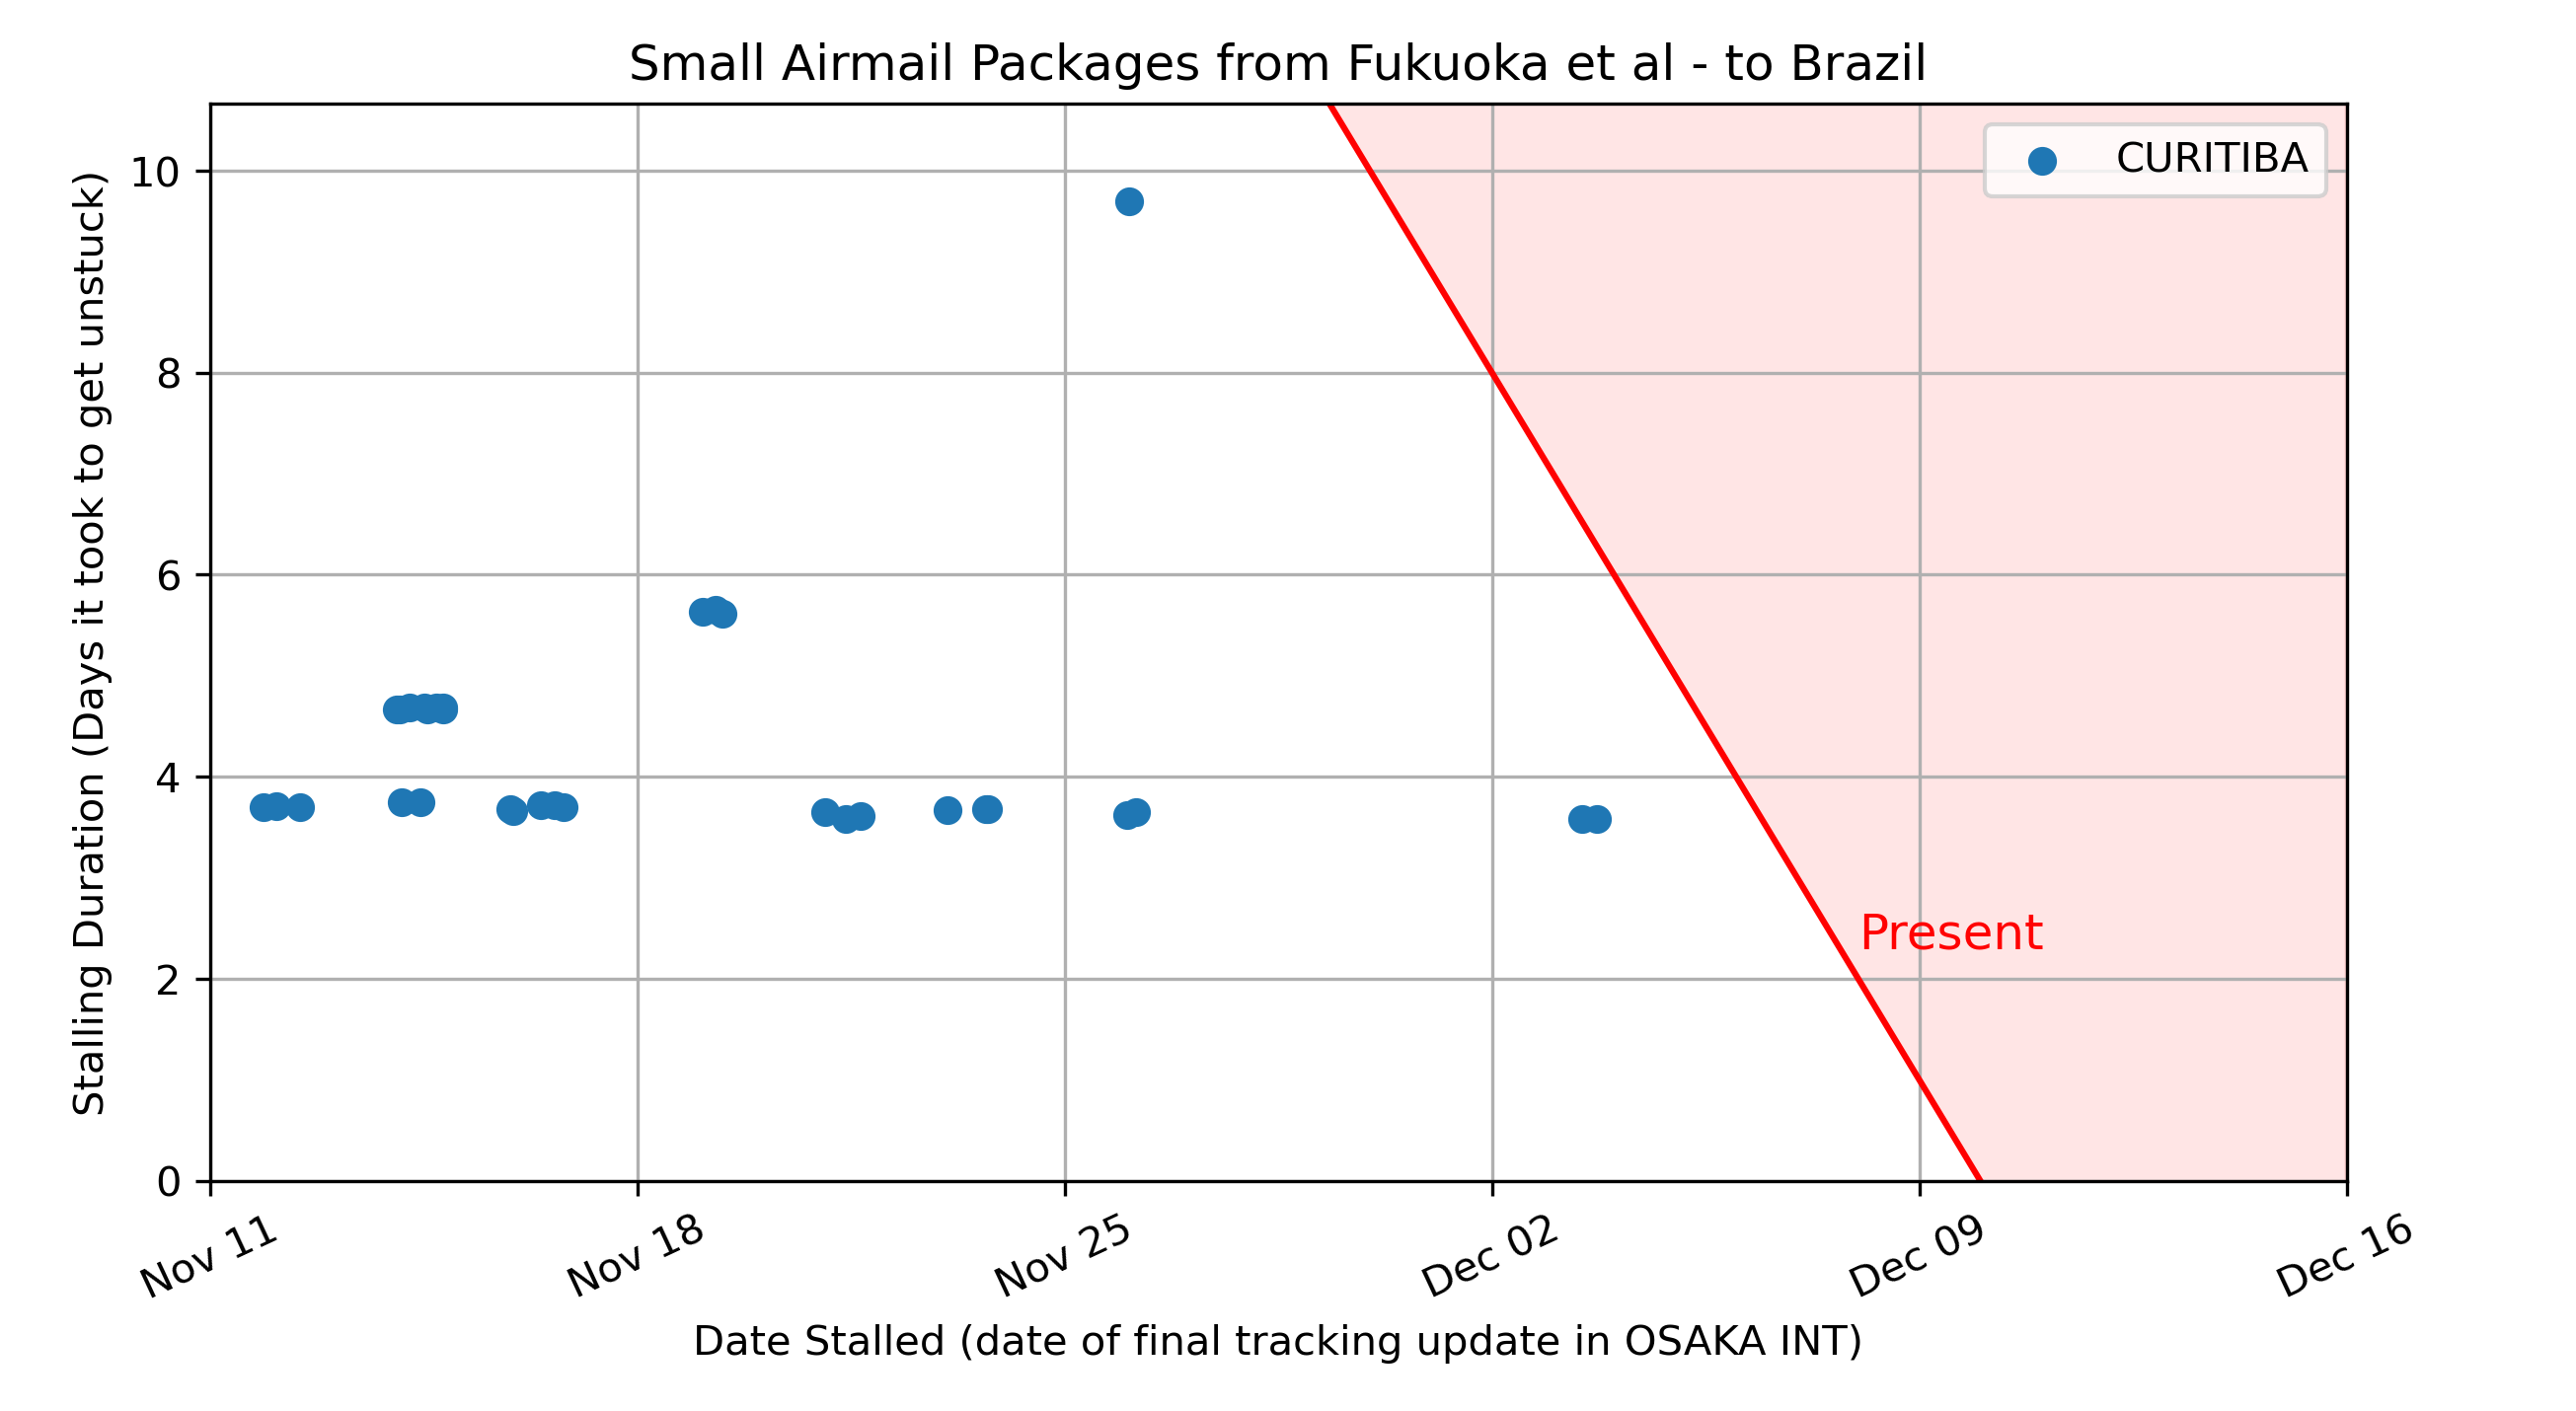 Small Airmail Packages from Fukuoka et al - to Brazil
CURITIBA
Stalling Duration (Days it took to get unstuck)
10
8
6
4
2
0
Present
Nov 11
Nov 18
Nov 25
Dec 02
Dec 09
Dec 16
Date Stalled (date of final tracking update in OSAKA INT)